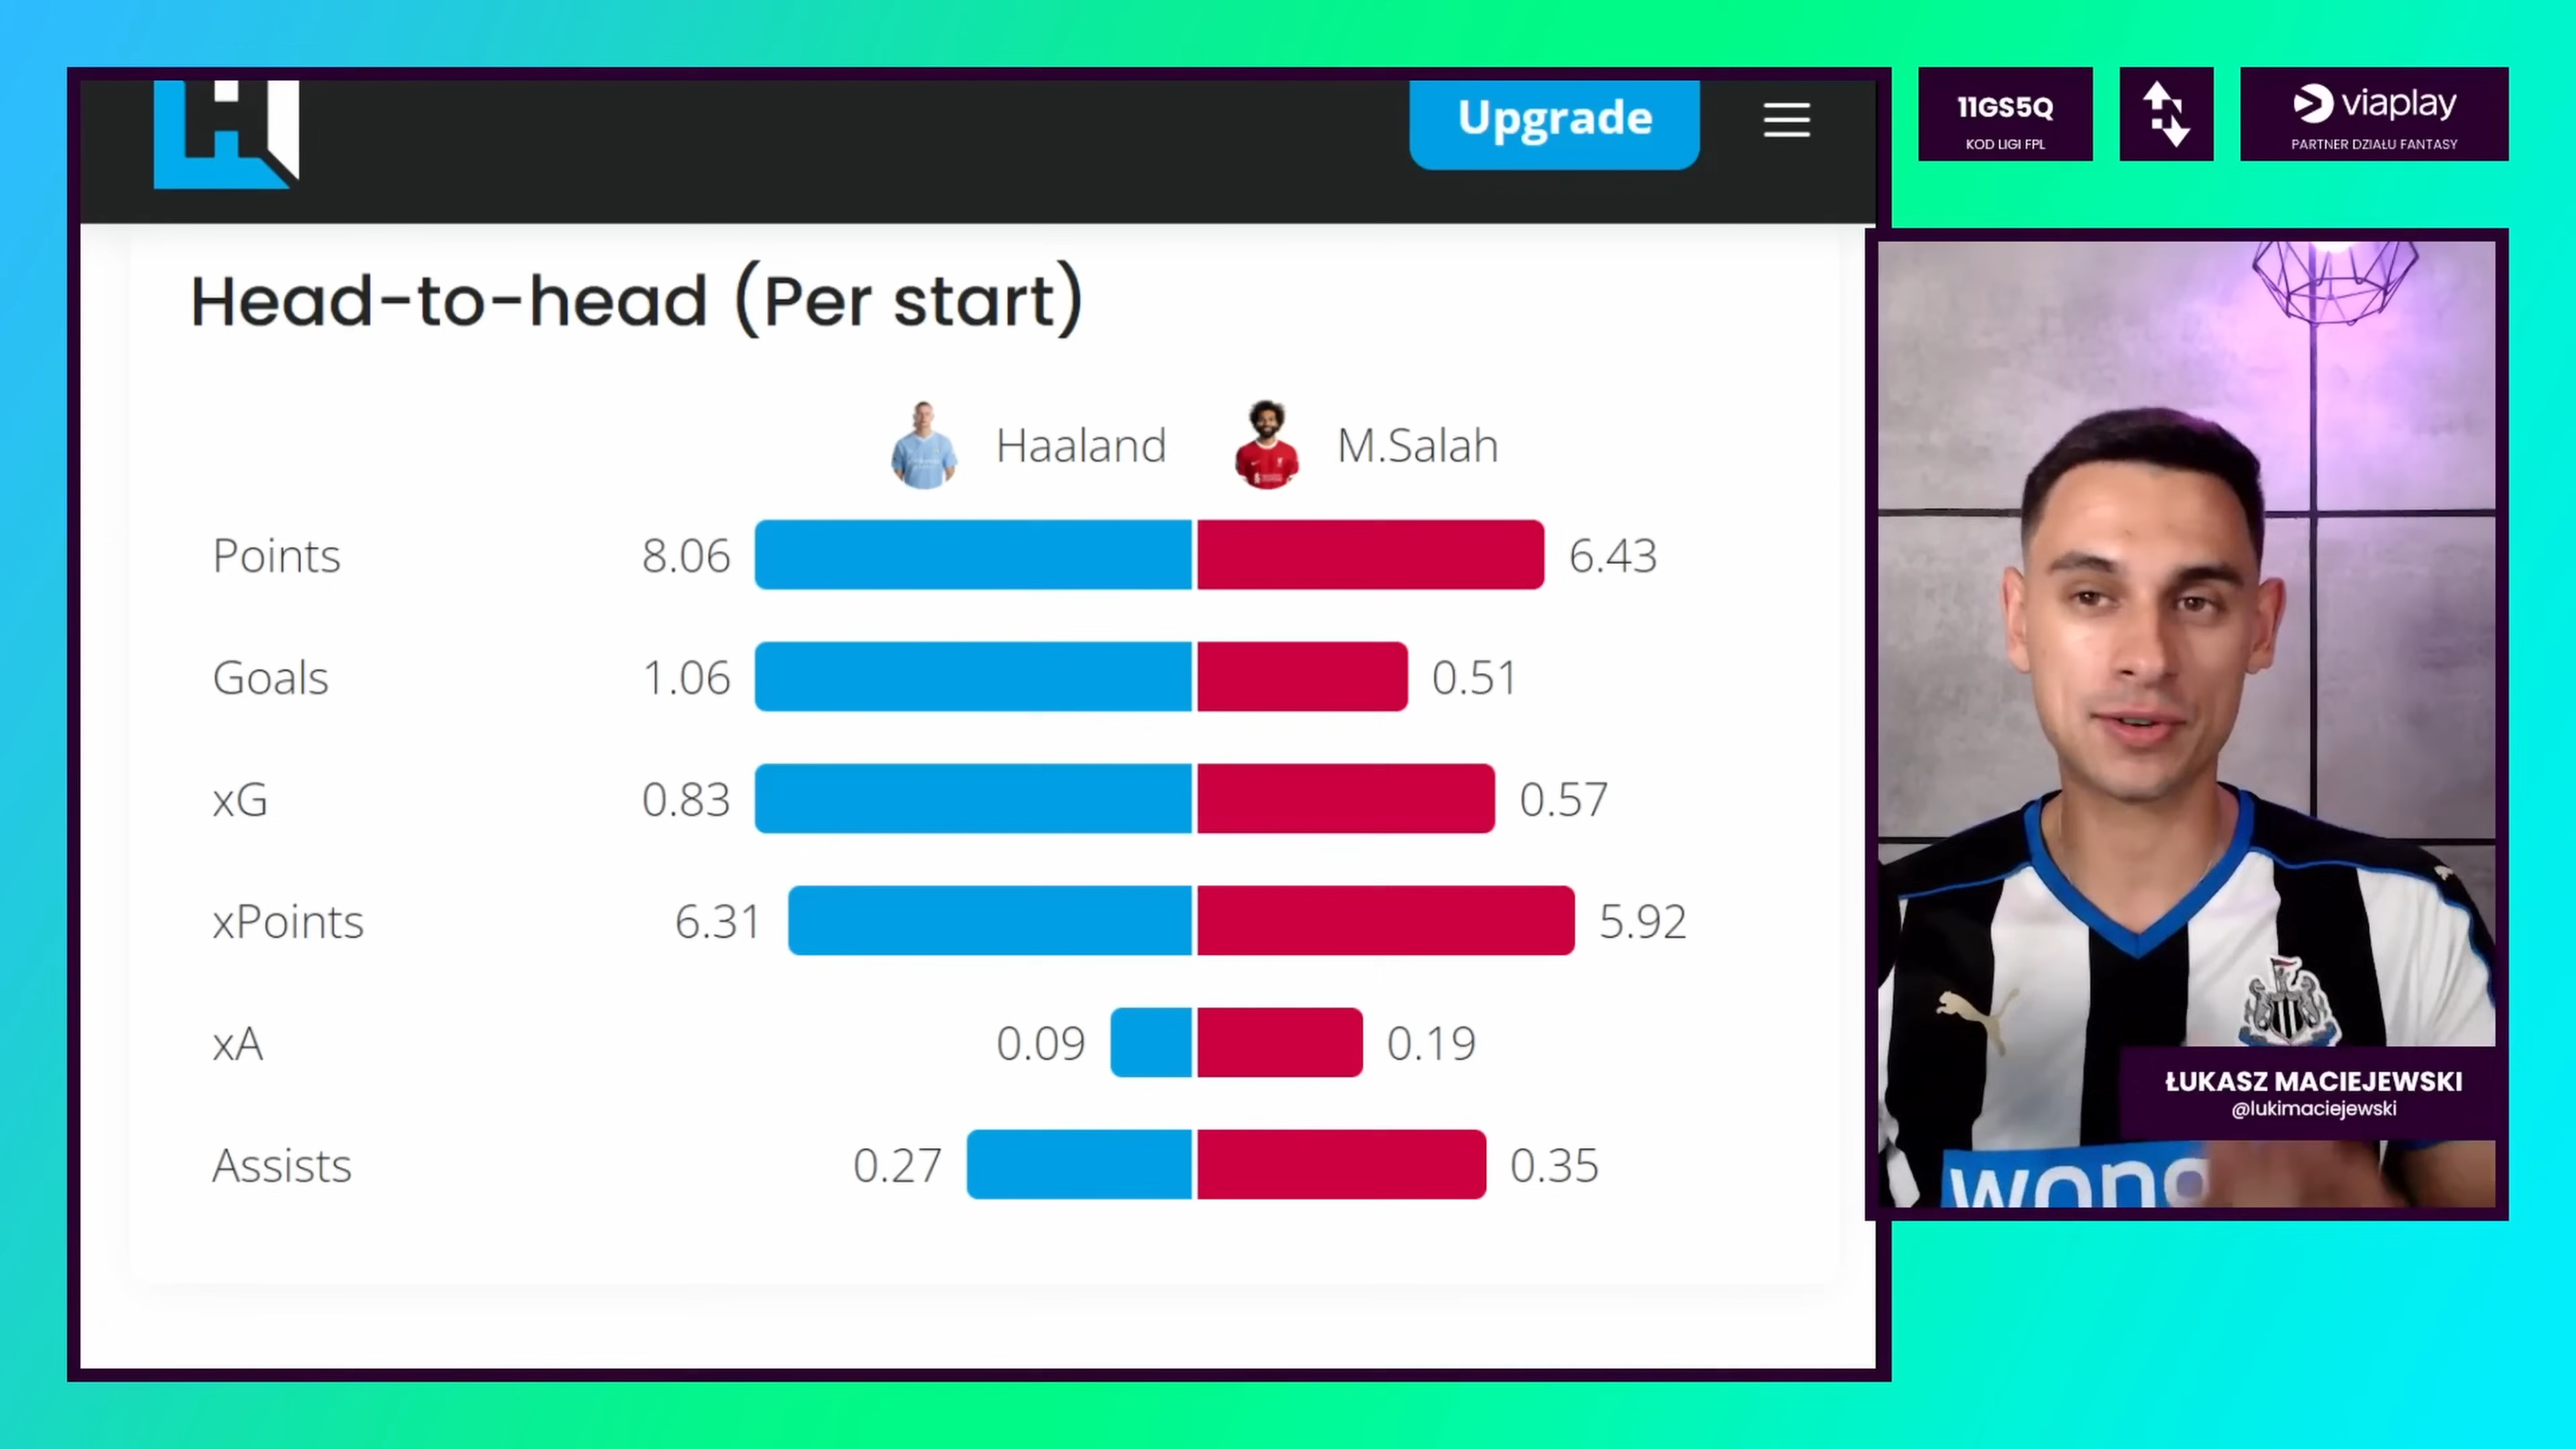 Upgrade
Head-to-head (Per start)
Haaland
M.Salah
Points
8.06
6.43
Goals
1.06
0.51
xG
0.83
0.57
xPoints
6.31
5.92
xA
0.09
0.19
Assists
0.27
0.35
11GS5Q
KOD LIGI FPL
viaplay
PARTNER DZIAŁU FANTASY
ŁUKASZ MACIEJEWSKI
@lukimaciejewski
wong